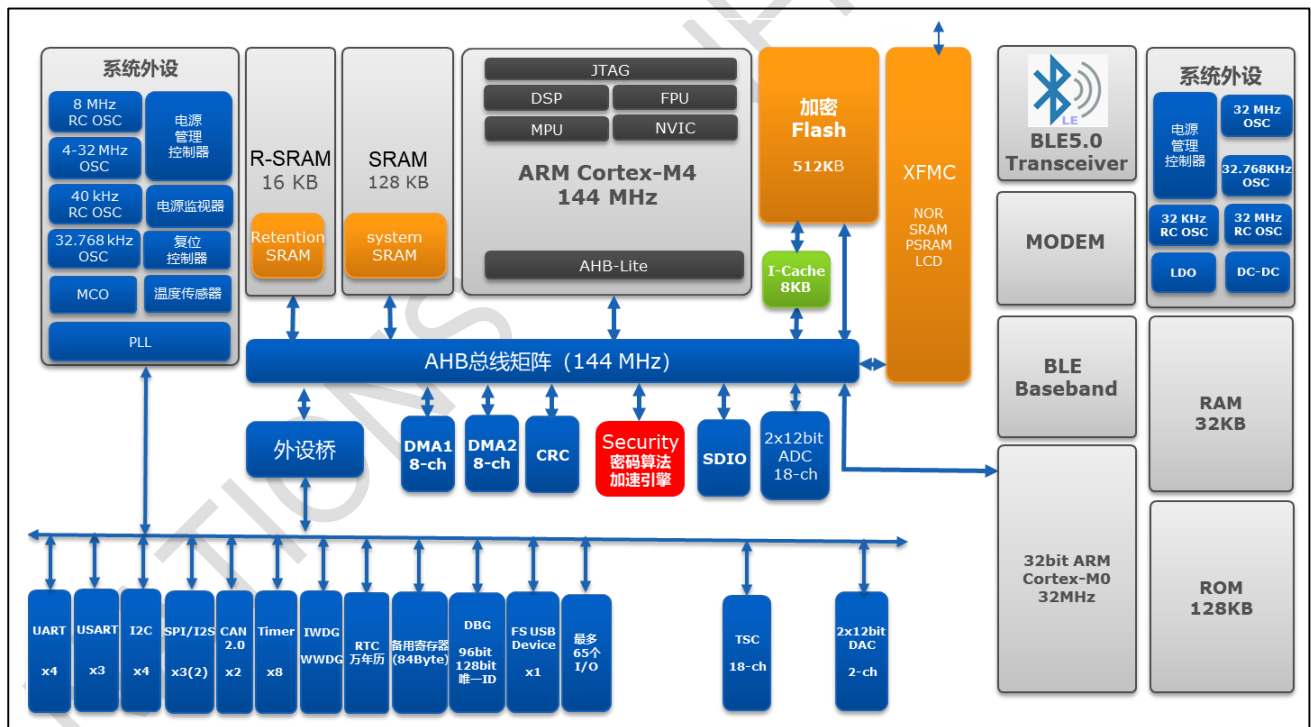 系统外设
8 MHz
RC OSC
电源
管理
控制器
4-32 MHz
OSC
40 kHz
RC OSC
电源监视器
32.768 kHz
OSC
复位
控制器
MCO
温度传感器
PLL
R-SRAM
16 KB
Retention
SRAM
SRAM
128 KB
system
SRAM
JTAG
DSP
FPU
MPU
NVIC
ARM Cortex-M4
144 MHz
AHB-Lite
加密
Flash
512KB
I-Cache
8KB
XFMC
NOR
SRAM
PSRAM
LCD
LE
BLE5.0
Transceiver
MODEM
BLE
Baseband
32bit ARM
Cortex-M0
32MHz
系统外设
电源
管理
控制器
32 MHz
OSC
32.768KHz
OSC
32 KHz
RC OSC
32 MHz
RC OSC
LDO
DC-DC
RAM
32KB
ROM
128KB
AHB总线矩阵（144 MHz）
外设桥
DMA1
8-ch
DMA2
8-ch
CRC
Security
密码算法
加速引擎
SDIO
2x12bit
ADC
18-ch
UART
x4
USART
x3
I2C
x4
SPI/I2S
x3(2)
CAN
2.0
x2
Timer
x8
IWDG
WWDG
RTC
万年历
备用寄存器
(84Byte)
DBG
96bit
128bit
唯一ID
FS USB
Device
x1
最多
65个
I/O
TSC
18-ch
2x12bit
DAC
2-ch